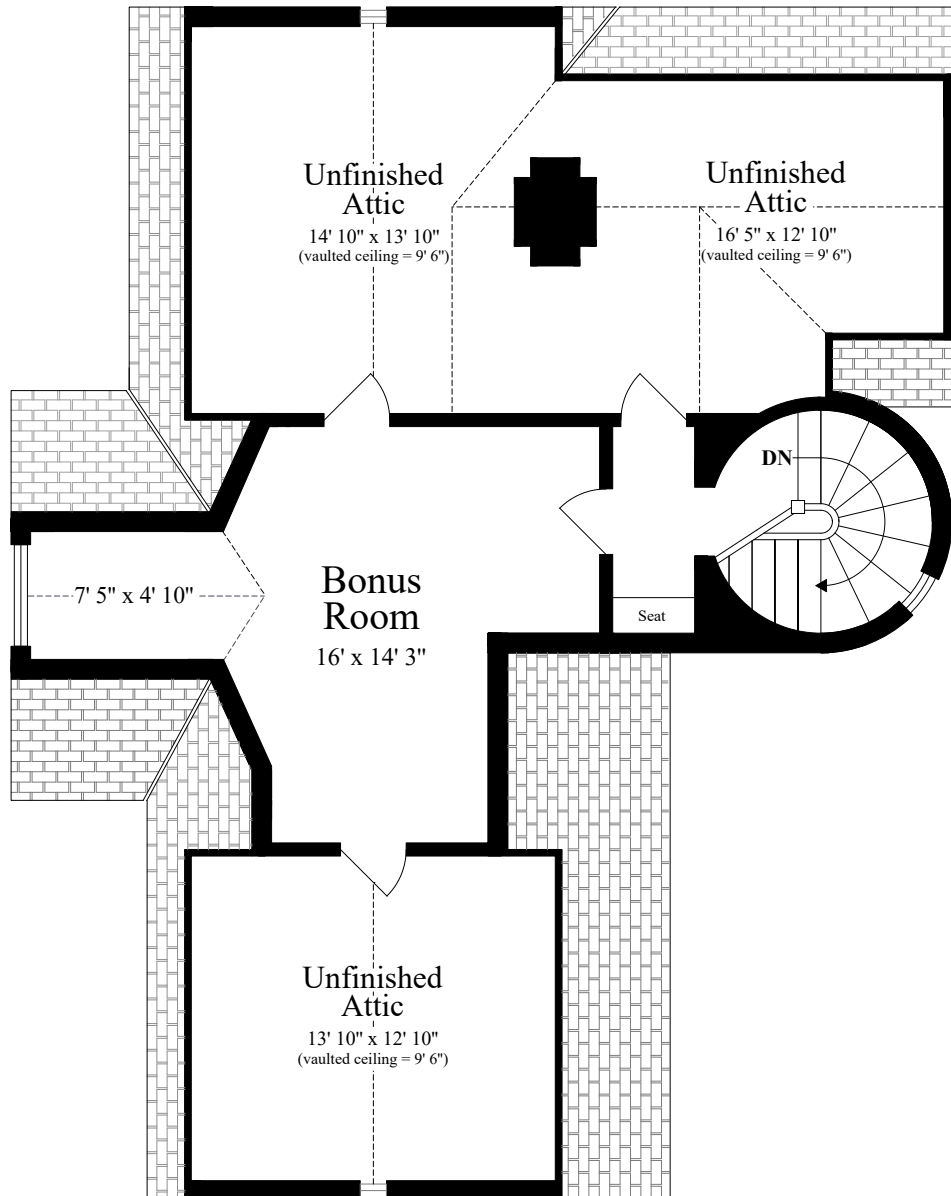 Unfinished
Attic
14' 10" x 13' 10"
(vaulted ceiling = 9' 6")
Unfinished
Attic
16' 5" x 12' 10"
(vaulted ceiling = 9' 6")
DN
7' 5" x 4' 10"
Bonus
Room
16' x 14' 3"
Seat
Unfinished
Attic
13' 10" x 12' 10"
(vaulted ceiling = 9' 6")